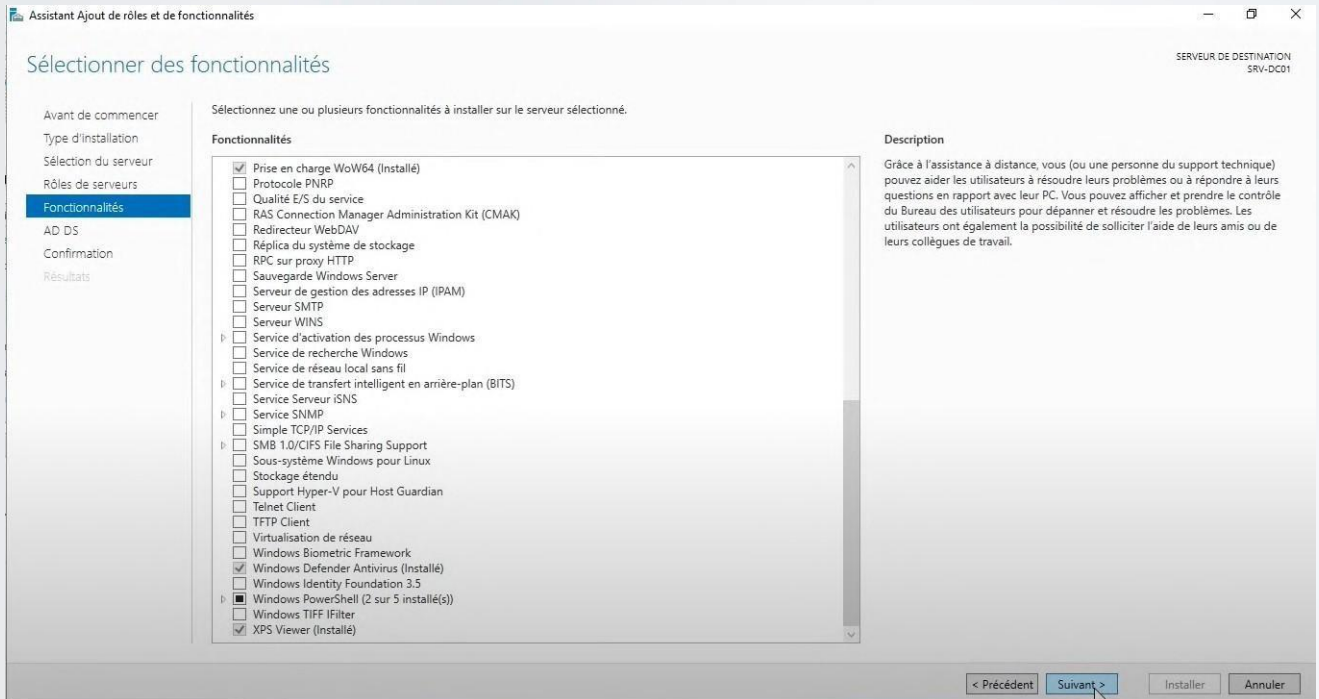 Assistant Ajout de rôles et de fonctionnalités
Sélectionner des fonctionnalités
SERVEUR DE DESTINATION
SRV-DC01
Avant de commencer
Type d'installation
Sélection du serveur
Rôles de serveurs
Fonctionnalités
AD DS
Confirmation
Résultats
Sélectionnez une ou plusieurs fonctionnalités à installer sur le serveur sélectionné.
Fonctionnalités
Prise en charge WoW64 (Installé)
Protocole PNRP
Qualité E/S du service
RAS Connection Manager Administration Kit (CMAK)
Redirecteur WebDAV
Réplica du système de stockage
RPC sur proxy HTTP
Sauvegarde Windows Server
Serveur de gestion des adresses IP (IPAM)
Serveur SMTP
Serveur WINS
Service d'activation des processus Windows
Service de recherche Windows
Service de réseau local sans fil
Service de transfert intelligent en arrière-plan (BITS)
Service Serveur iSNS
Service SNMP
Simple TCP/IP Services
SMB 1.0/CIFS File Sharing Support
Sous-système Windows pour Linux
Stockage étendu
Support Hyper-V pour Host Guardian
Telnet Client
TFTP Client
Virtualisation de réseau
Windows Biometric Framework
Windows Defender Antivirus (Installé)
Windows Identity Foundation 3.5
Windows PowerShell (2 sur 5 installé(s))
Windows TIFF IFilter
XPS Viewer (Installé)
Description
Grâce à l'assistance à distance, vous (ou une personne du support technique)
pouvez aider les utilisateurs à résoudre leurs problèmes ou à répondre à leurs
questions en rapport avec leur PC. Vous pouvez afficher et prendre le contrôle
du Bureau des utilisateurs pour dépanner et résoudre les problèmes. Les
utilisateurs ont également la possibilité de solliciter l'aide de leurs amis ou de
leurs collègues de travail.
< Précédent
Suivant >
Installer
Annuler